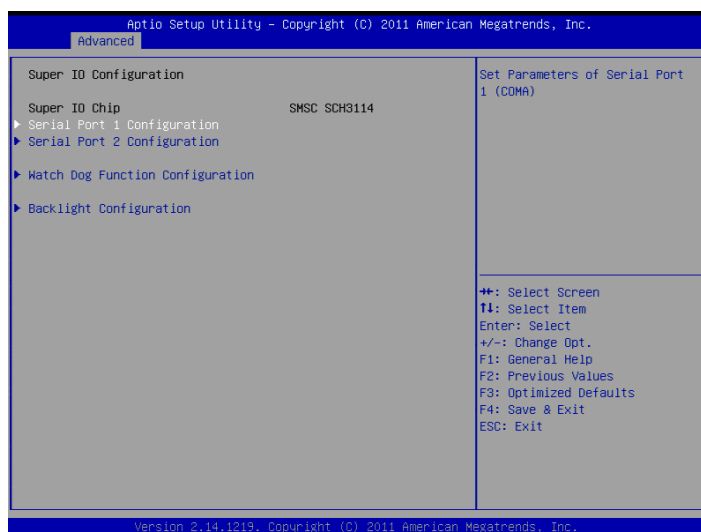 Aptio Setup Utility – Copyright (C) 2011 American Megatrends, Inc.
Advanced
Super IO Configuration
Super IO Chip SMSC SCH3114
Serial Port 1 Configuration
Serial Port 2 Configuration
Watch Dog Function Configuration
Backlight Configuration
Set Parameters of Serial Port
1 (COMA)
→←: Select Screen
↑↓: Select Item
Enter: Select
+/-: Change Opt.
F1: General Help
F2: Previous Values
F3: Optimized Defaults
F4: Save & Exit
ESC: Exit
Version 2.14.1219. Copyright (C) 2011 American Megatrends, Inc.